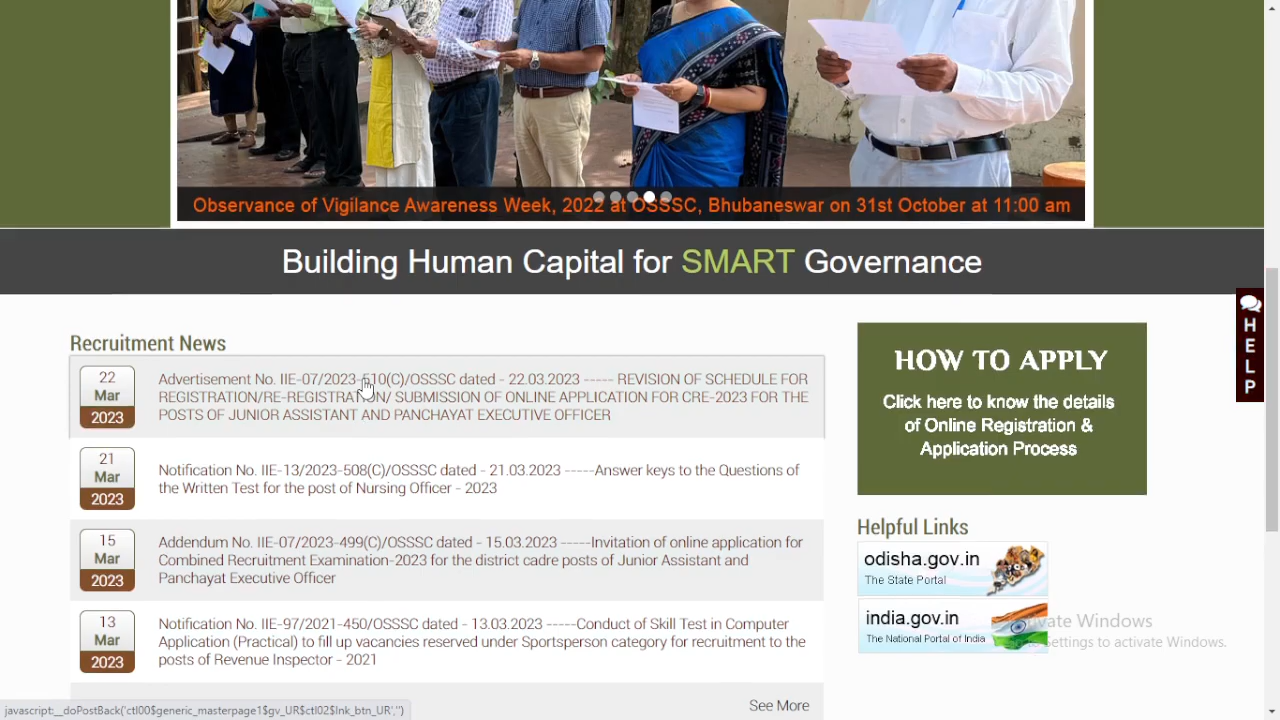 Observance of Vigilance Awareness Week, 2022 at OSSSC, Bhubaneswar on 31st October at 11:00 am
Building Human Capital for SMART Governance
HELP
Recruitment News
22
Mar
2023
Advertisement No. IIE-07/2023-510(C)/OSSSC dated - 22.03.2023 ----- REVISION OF SCHEDULE FOR
REGISTRATION/RE-REGISTRATION/ SUBMISSION OF ONLINE APPLICATION FOR CRE-2023 FOR THE
POSTS OF JUNIOR ASSISTANT AND PANCHAYAT EXECUTIVE OFFICER
21
Mar
2023
Notification No. IIE-13/2023-508(C)/OSSSC dated - 21.03.2023 -----Answer keys to the Questions of
the Written Test for the post of Nursing Officer - 2023
15
Mar
2023
Addendum No. IIE-07/2023-499(C)/OSSSC dated - 15.03.2023 -----Invitation of online application for
Combined Recruitment Examination-2023 for the district cadre posts of Junior Assistant and
Panchayat Executive Officer
13
Mar
2023
Notification No. IIE-97/2021-450/OSSSC dated - 13.03.2023 -----Conduct of Skill Test in Computer
Application (Practical) fill up vacancies reserved under Sportsperson category for recruitment to the
posts of Revenue Inspector - 2021
See More
HOW TO APPLY
Click here to know the details
of Online Registration &
Application Process
Helpful Links
odisha.gov.in
The State Portal
india.gov.in
The National Portal of India
vate Windows
Settings to activate Windows.
javascript:__doPostBack('ctl00$generic_masterpage1$gv_UR$ctl02$lnk_btn_UR','')